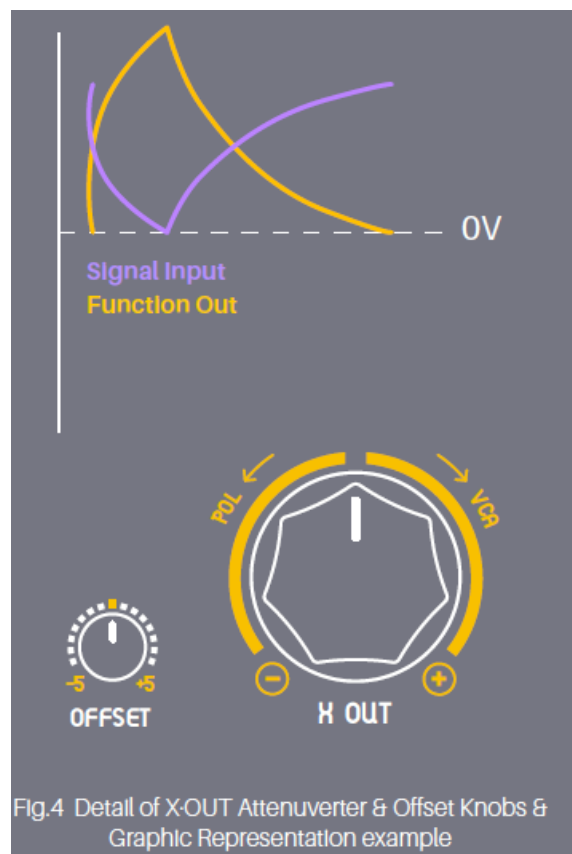 0V
Signal Input
Function Out
POL
VCA
-5
+5
OFFSET
X OUT
Fig.4 Detail of X-OUT Attenuverter & Offset Knobs &
Graphic Representation example